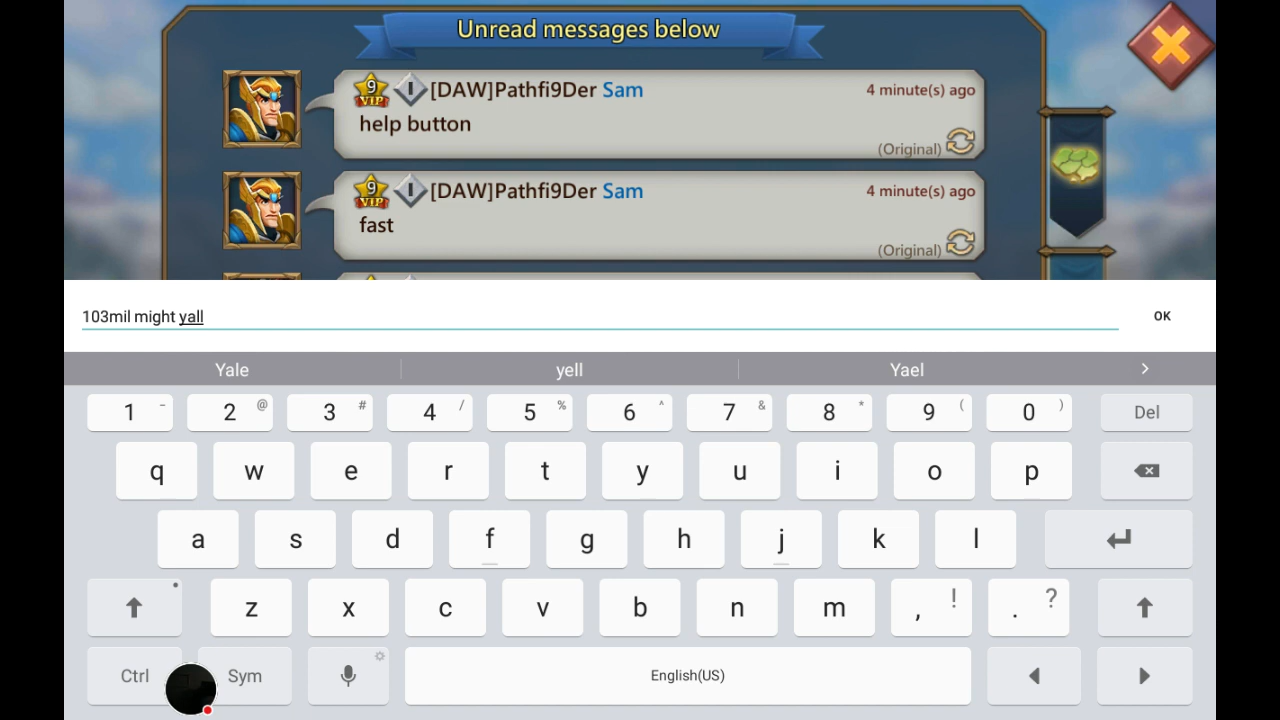 Unread messages below
9 VIP I [DAW]Pathfi9Der Sam 4 minute(s) ago
help button
(Original)
9 VIP I [DAW]Pathfi9Der Sam 4 minute(s) ago
fast
(Original)
103mil might yall OK
Yale yell Yael >
1 - 2 @ 3 # 4 / 5 % 6 ^ 7 & 8 * 9 ( 0 ) Del
q w e r t y u i o p
a s d f g h j k l
z x c v b n m , ! . ?
Ctrl Sym English(US)